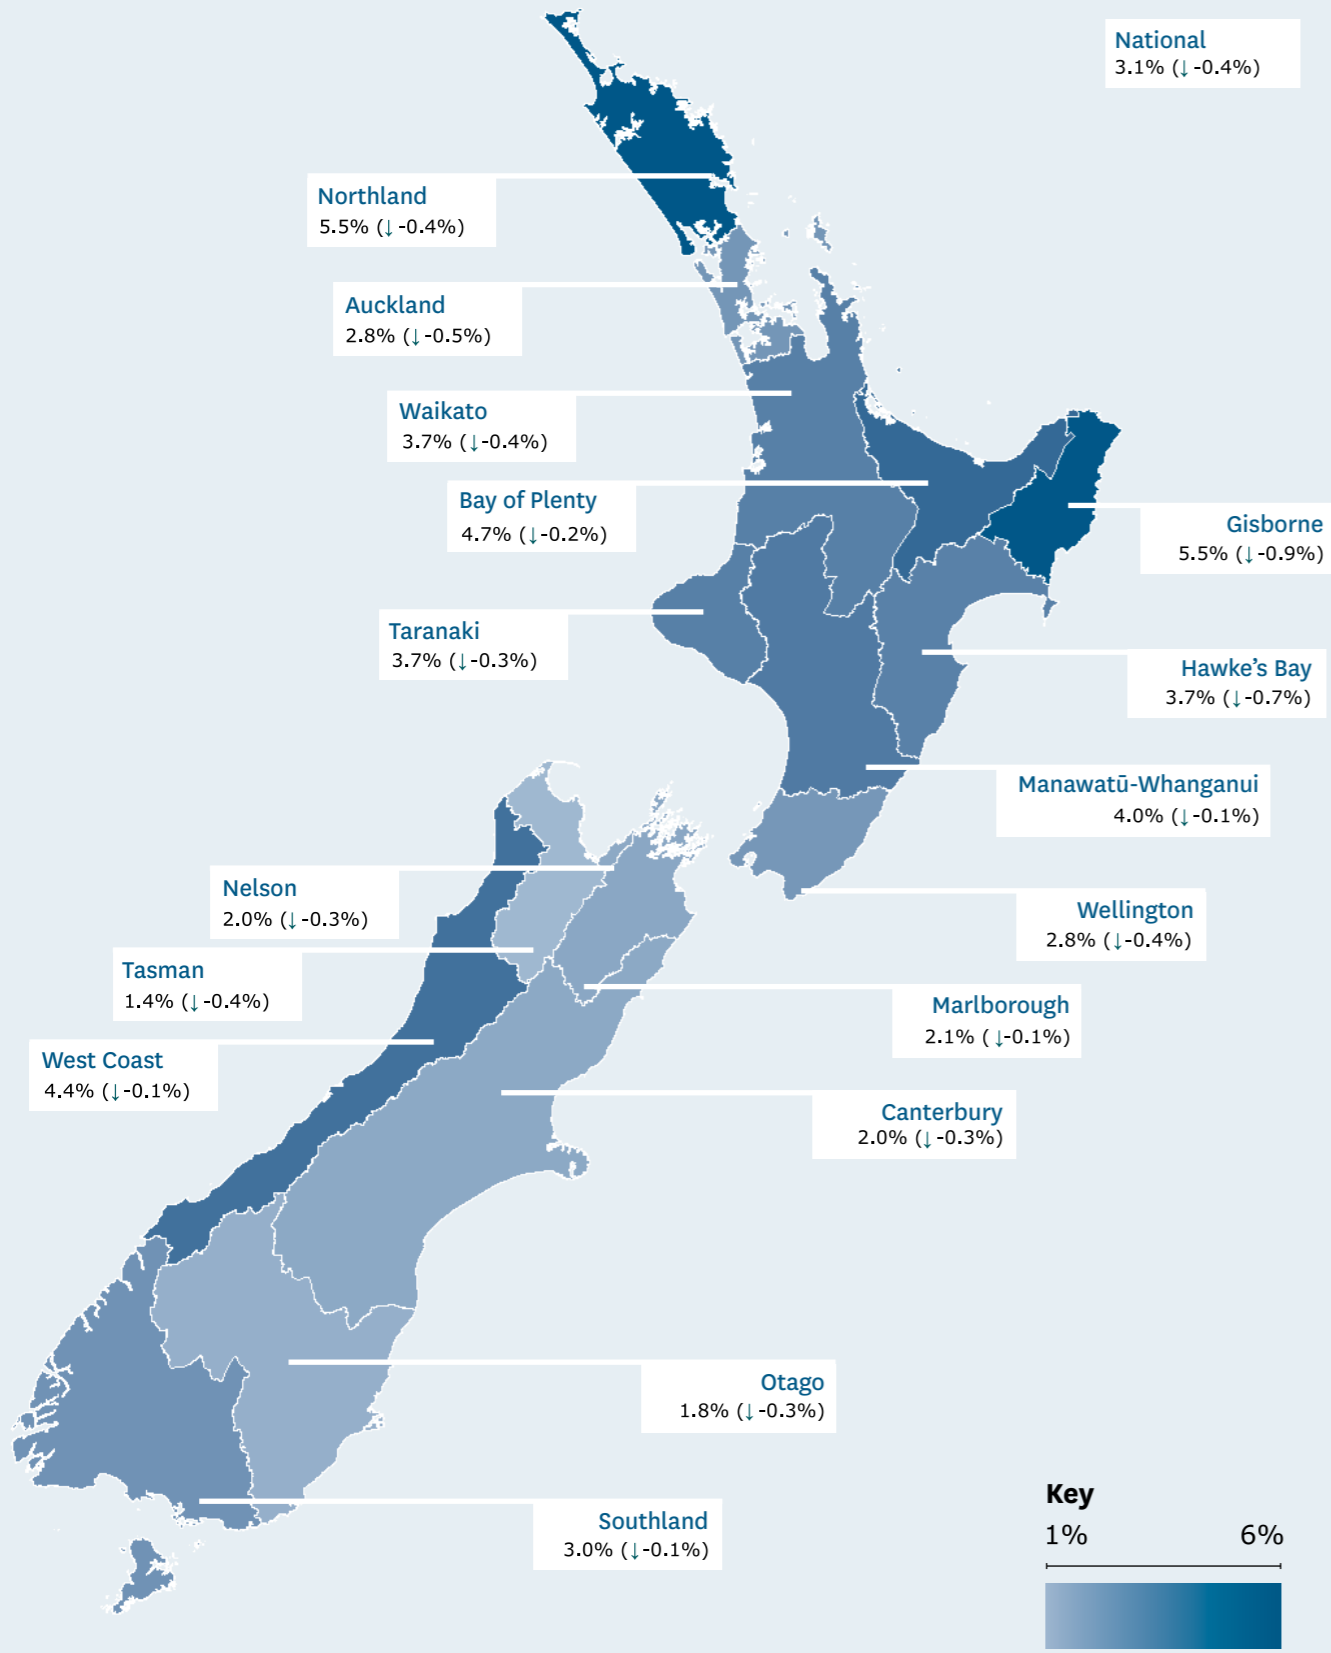 National
3.1% (↓-0.4%)
Northland
5.5% (↓-0.4%)
Auckland
2.8% (↓-0.5%)
Waikato
3.7% (↓-0.4%)
Bay of Plenty
4.7% (↓-0.2%)
Gisborne
5.5% (↓-0.9%)
Taranaki
3.7% (↓-0.3%)
Hawke’s Bay
3.7% (↓-0.7%)
Manawatū-Whanganui
4.0% (↓-0.1%)
Nelson
2.0% (↓-0.3%)
Wellington
2.8% (↓-0.4%)
Tasman
1.4% (↓-0.4%)
Marlborough
2.1% (↓-0.1%)
West Coast
4.4% (↓-0.1%)
Canterbury
2.0% (↓-0.3%)
Otago
1.8% (↓-0.3%)
Southland
3.0% (↓-0.1%)
Key
1% 6%